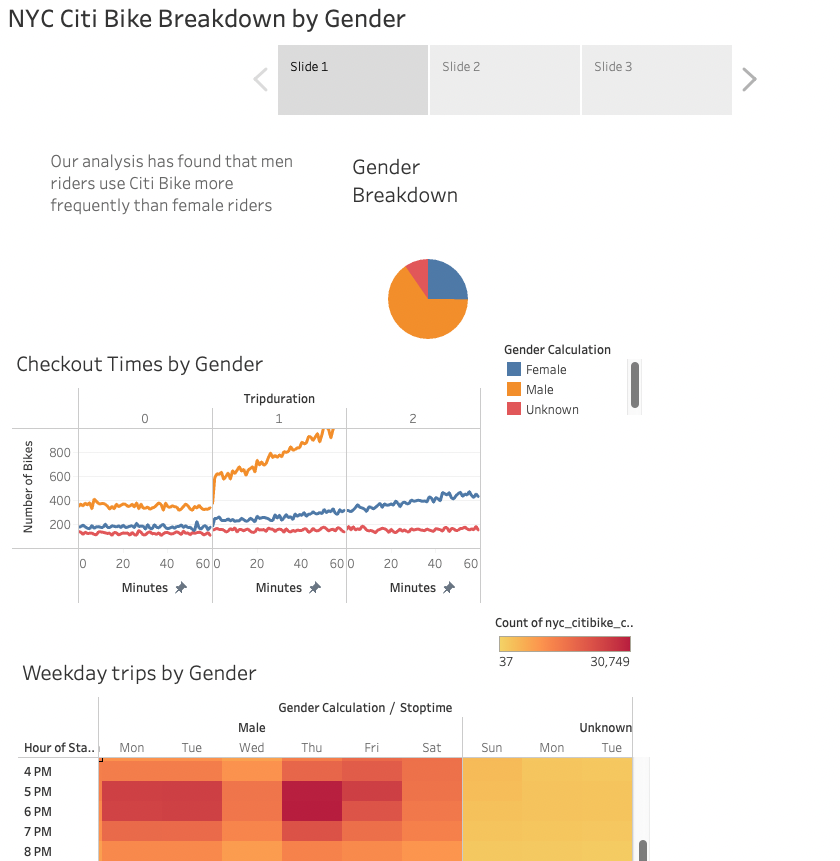 NYC Citi Bike Breakdown by Gender
Slide 1
Slide 2
Slide 3
Our analysis has found that men
riders use Citi Bike more
frequently than female riders
Gender
Breakdown
Checkout Times by Gender
Gender Calculation
Female
Male
Unknown
Tripduration
0 1 2
Number of Bikes
800
600
400
200
0 20 40 60 0 20 40 60 0 20 40 60
Minutes Minutes Minutes
Count of nyc_citibike_c..
37 30,749
Weekday trips by Gender
Gender Calculation / Stoptime
Male Unknown
Hour of Sta.. Mon Tue Wed Thu Fri Sat Sun Mon Tue
4 PM
5 PM
6 PM
7 PM
8 PM